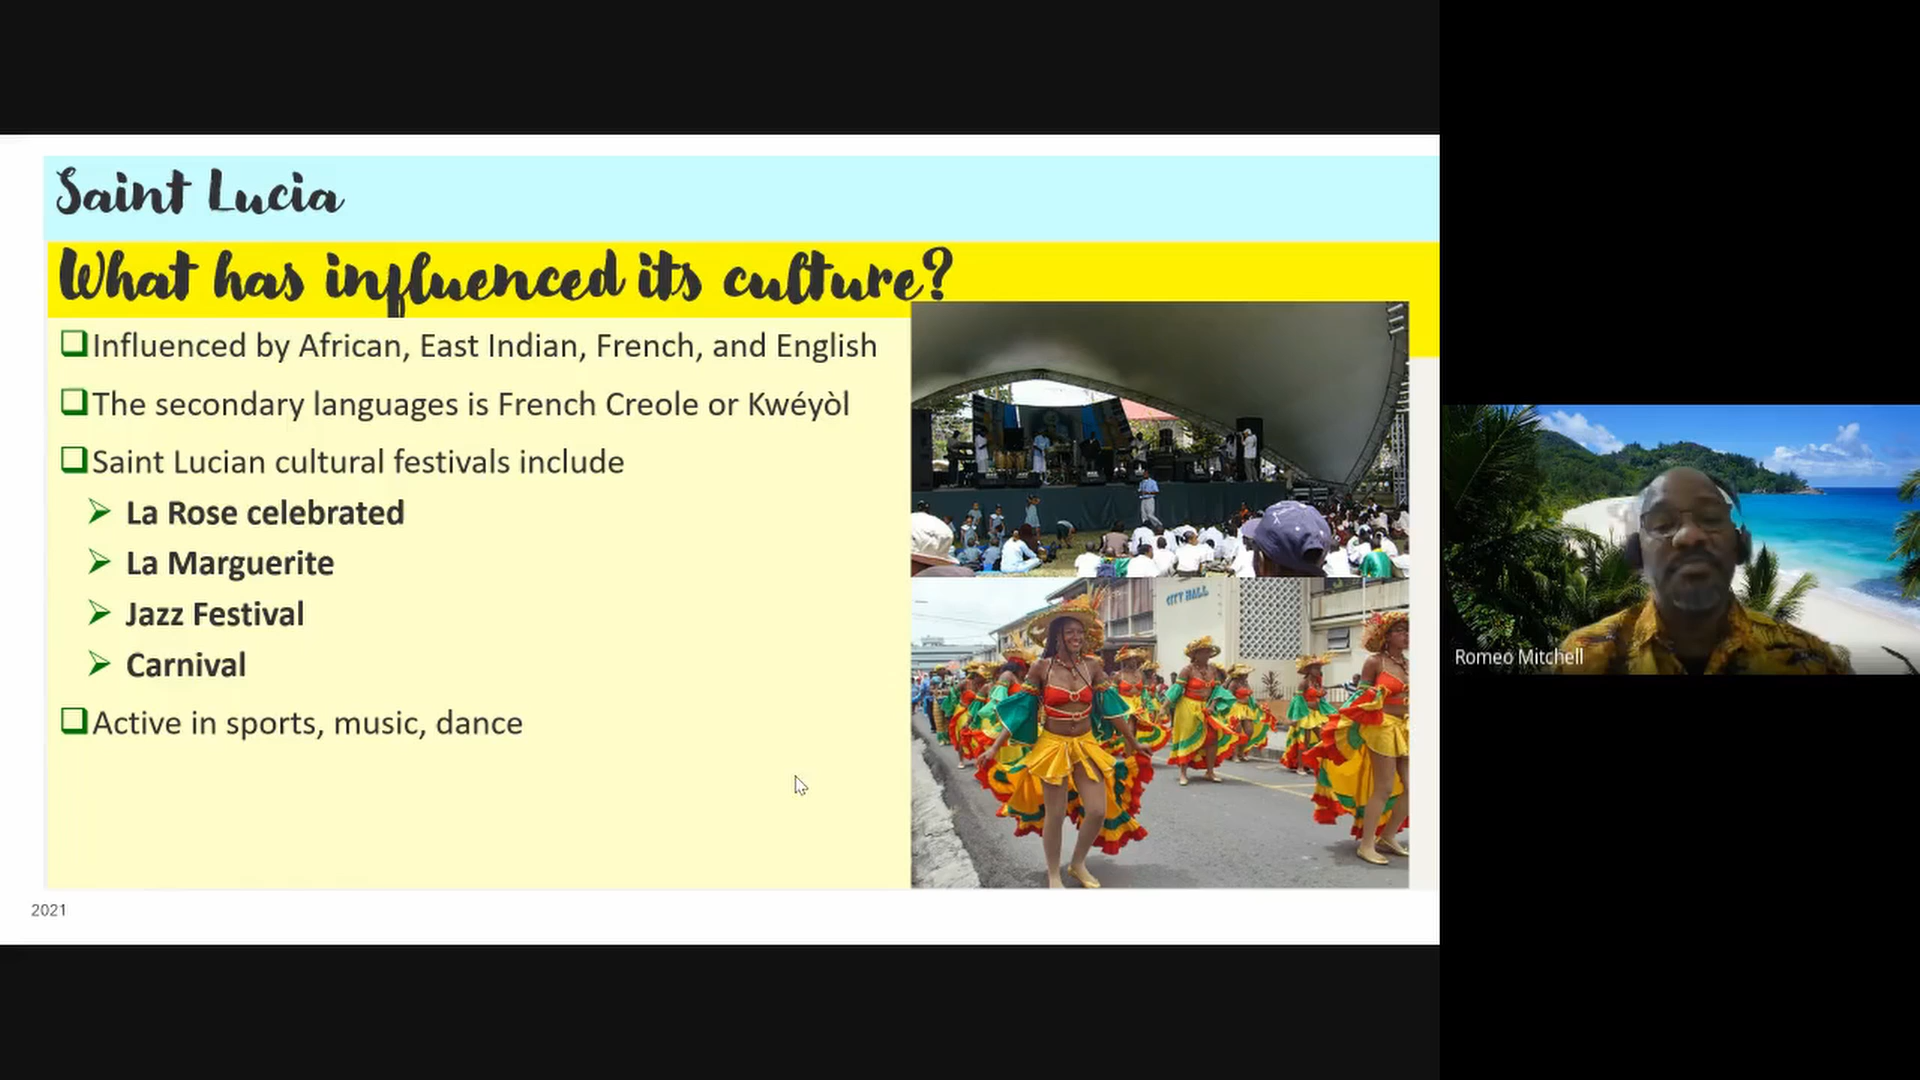 Saint Lucia
What has influenced its culture?
Influenced by African, East Indian, French, and English
The secondary languages is French Creole or Kwéyòl
Saint Lucian cultural festivals include
La Rose celebrated
La Marguerite
Jazz Festival
Carnival
Active in sports, music, dance
CITY HALL
Romeo Mitchell
2021